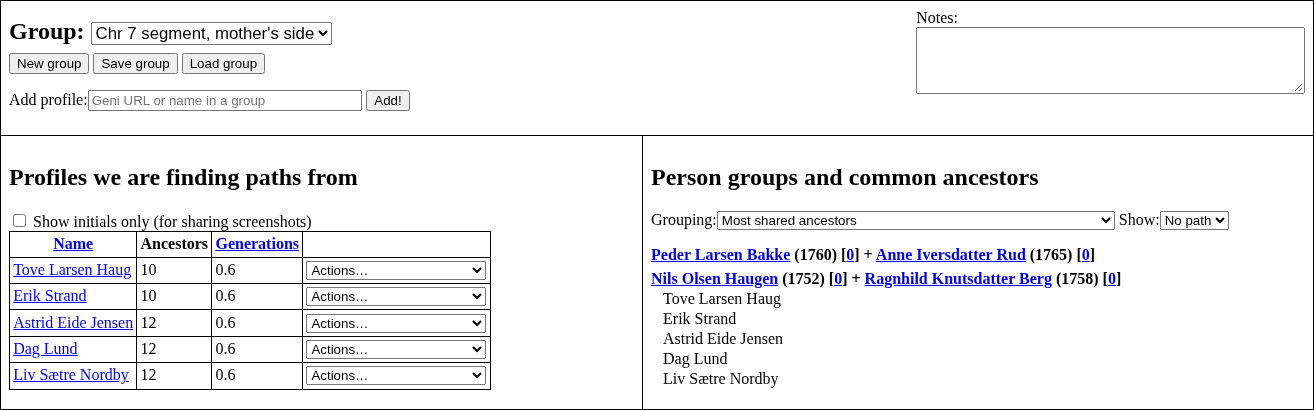 Group: Chr 7 segment, mother's side
New group Save group Load group
Add profile: Geni URL or name in a group Add!
Notes:
Profiles we are finding paths from
Show initials only (for sharing screenshots)
Name Ancestors Generations
Tove Larsen Haug 10 0.6 Actions…
Erik Strand 10 0.6 Actions…
Astrid Eide Jensen 12 0.6 Actions…
Dag Lund 12 0.6 Actions…
Liv Sætre Nordby 12 0.6 Actions…
Person groups and common ancestors
Grouping: Most shared ancestors Show: No path
Peder Larsen Bakke (1760) [0] + Anne Iversdatter Rud (1765) [0]
Nils Olsen Haugen (1752) [0] + Ragnhild Knutsdatter Berg (1758) [0]
Tove Larsen Haug
Erik Strand
Astrid Eide Jensen
Dag Lund
Liv Sætre Nordby